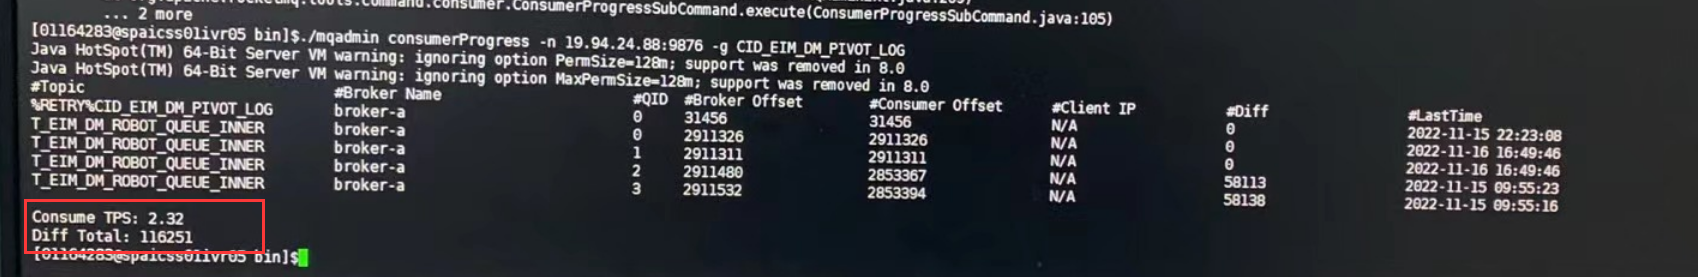 .tools.command.consumer.ConsumerProgressSubCommand.execute(ConsumerProgressSubCommand.java:105)
... 2 more
[01164283@spaicss01ivr05 bin]$./mqadmin consumerProgress -n 19.94.24.88:9876 -g CID_EIM_DM_PIVOT_LOG
Java HotSpot(TM) 64-Bit Server VM warning: ignoring option PermSize=128m; support was removed in 8.0
Java HotSpot(TM) 64-Bit Server VM warning: ignoring option MaxPermSize=128m; support was removed in 8.0
#Topic #Broker Name #QID #Broker Offset #Consumer Offset #Client IP #Diff #LastTime
%RETRY%CID_EIM_DM_PIVOT_LOG broker-a 0 31456 31456 N/A 0 2022-11-15 22:23:08
T_EIM_DM_ROBOT_QUEUE_INNER broker-a 0 2911326 2911326 N/A 0 2022-11-16 16:49:46
T_EIM_DM_ROBOT_QUEUE_INNER broker-a 1 2911311 2911311 N/A 0 2022-11-16 16:49:46
T_EIM_DM_ROBOT_QUEUE_INNER broker-a 2 2911480 2853367 N/A 58113 2022-11-15 09:55:23
T_EIM_DM_ROBOT_QUEUE_INNER broker-a 3 2911532 2853394 N/A 58138 2022-11-15 09:55:16
Consume TPS: 2.32
Diff Total: 116251
[01164283@spaicss01ivr05 bin]$